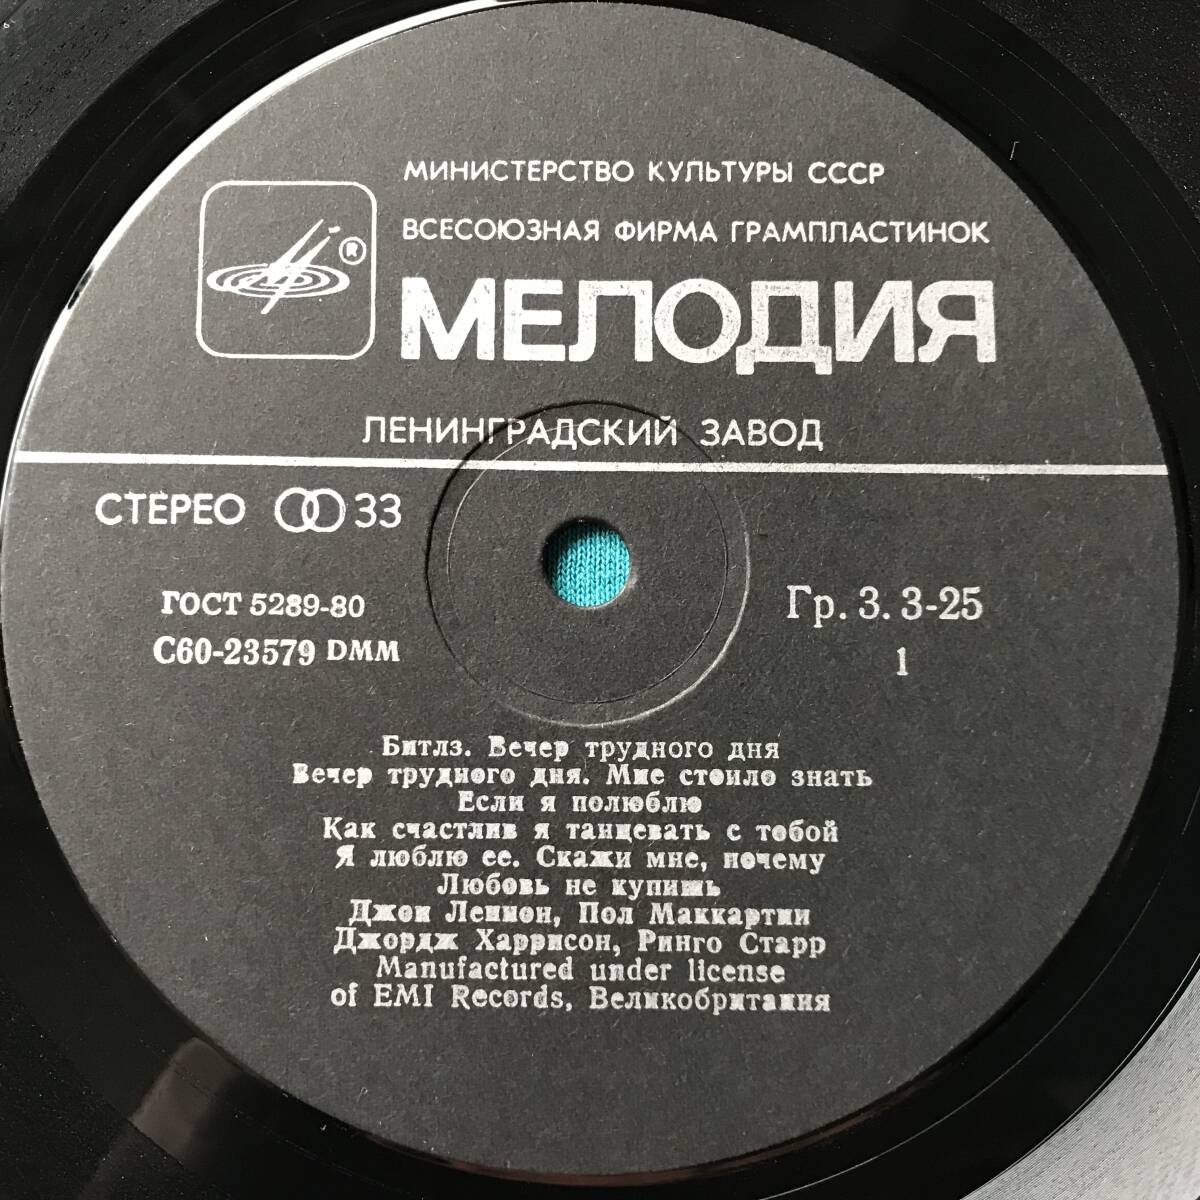 МИНИСТЕРСТВО КУЛЬТУРЫ СССР
ВСЕСОЮЗНАЯ ФИРМА ГРАМПЛАСТИНОК
®
МЕЛОДИЯ
ЛЕНИНГРАДСКИЙ ЗАВОД
СТЕРЕО 33
ГОСТ 5289-80
С60-23579 DMM
Гр. 3. 3-25
1
Битлз. Вечер трудного дня
Вечер трудного дня. Мне стоило знать
Если я полюблю
Как счастлив я танцевать с тобой
Я люблю ее. Скажи мне, почему
Любовь не купишь
Джон Леннон, Пол Маккартни
Джордж Харрисон, Ринго Старр
Manufactured under license
of EMI Records, Великобритания